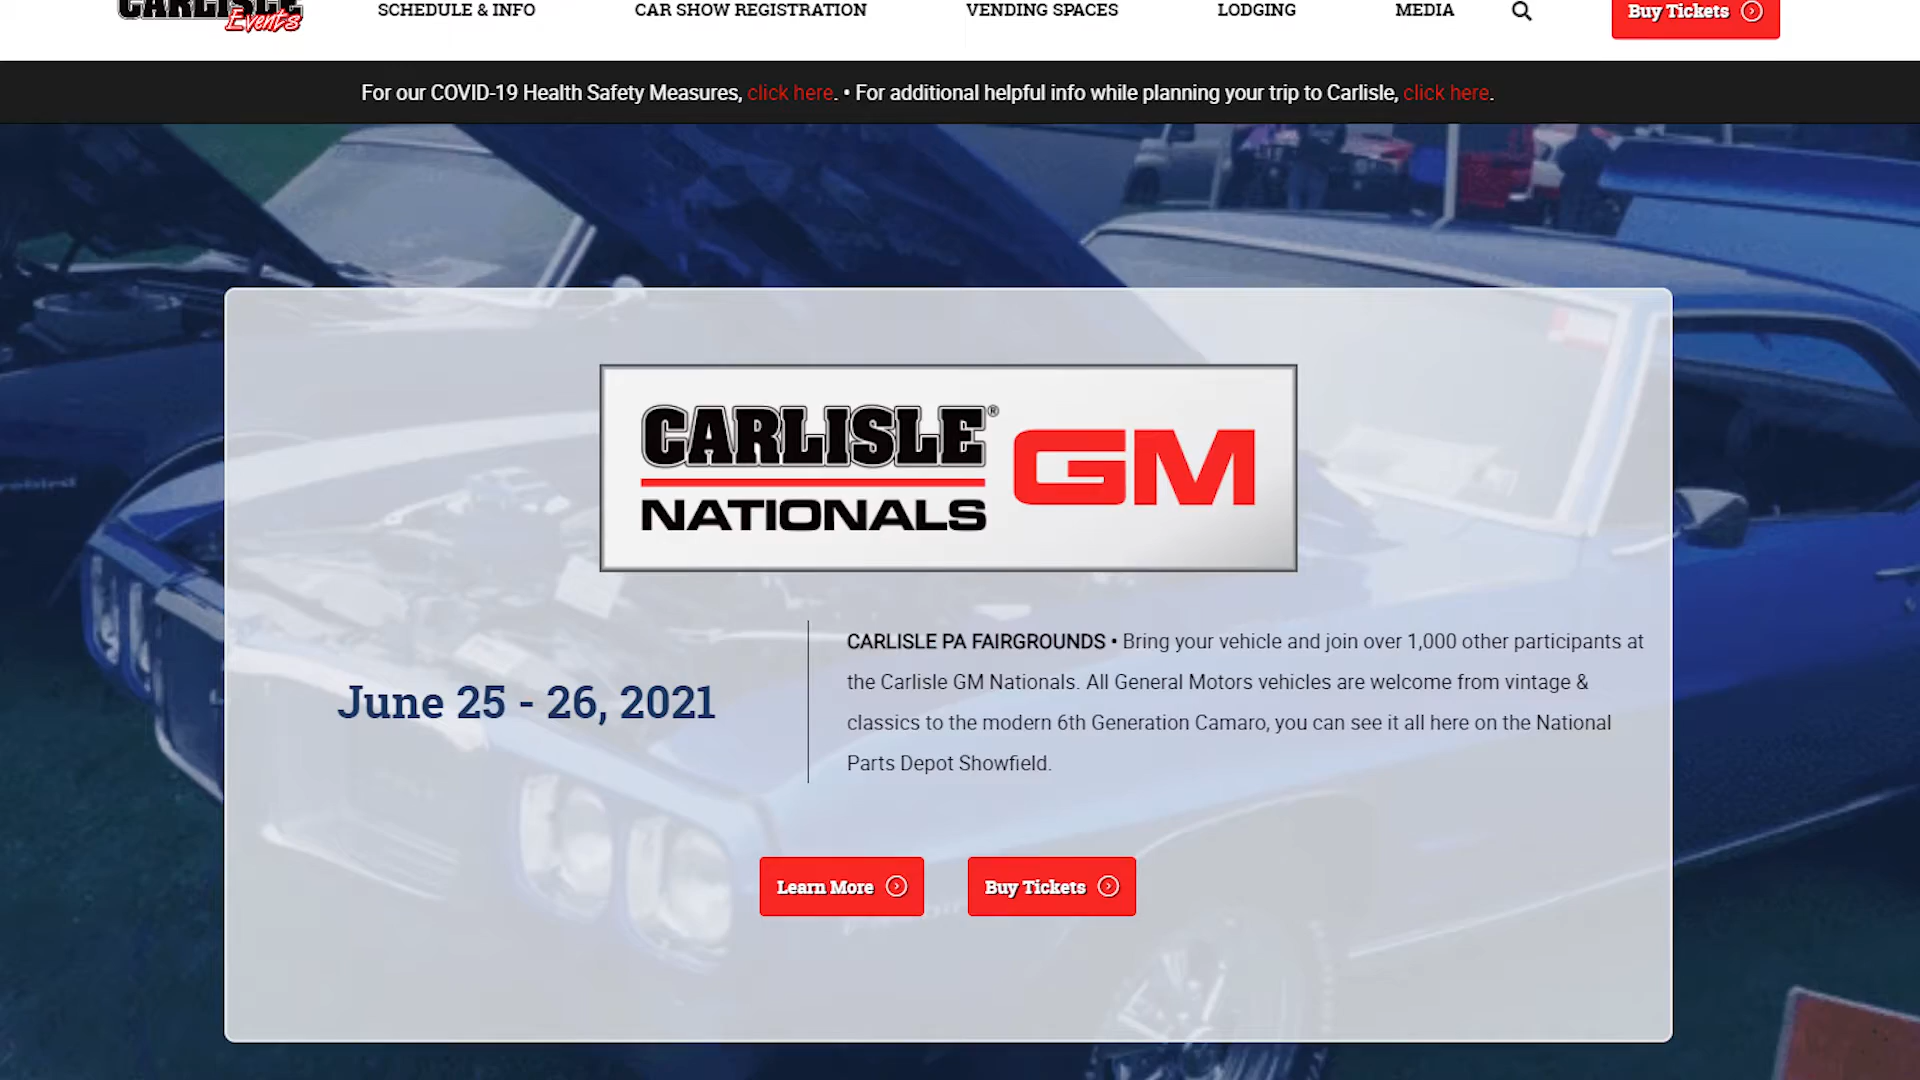 CARLISLE
Events
SCHEDULE & INFO
CAR SHOW REGISTRATION
VENDING SPACES
LODGING
MEDIA
Buy Tickets
For our COVID-19 Health Safety Measures, click here. • For additional helpful info while planning your trip to Carlisle, click here.
CARLISLE®
NATIONALS
GM
June 25 - 26, 2021
CARLISLE PA FAIRGROUNDS • Bring your vehicle and join over 1,000 other participants at
the Carlisle GM Nationals. All General Motors vehicles are welcome from vintage &
classics to the modern 6th Generation Camaro, you can see it all here on the National
Parts Depot Showfield.
Learn More
Buy Tickets